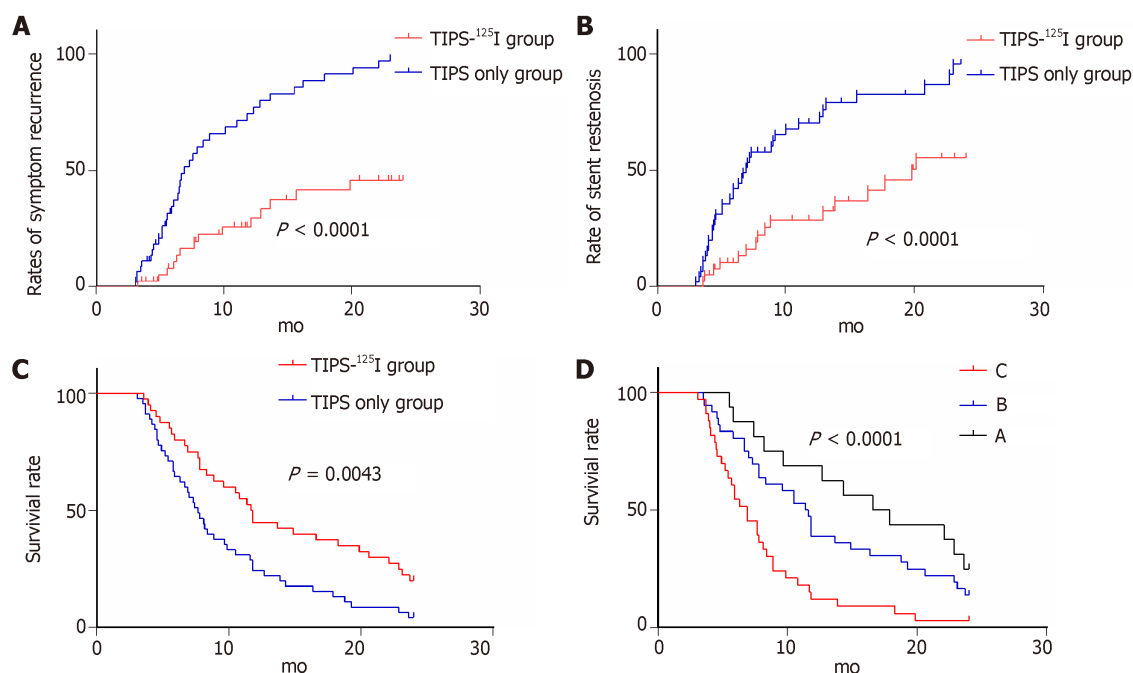 A
TIPS-¹²⁵I group
TIPS only group
Rates of symptom recurrence
100
50
0
P < 0.0001
0 10 20 30
mo
B
TIPS-¹²⁵I group
TIPS only group
Rate of stent restenosis
100
50
0
P < 0.0001
0 10 20 30
mo
C
TIPS-¹²⁵I group
TIPS only group
Survivial rate
100
50
0
P = 0.0043
0 10 20 30
mo
D
C
B
A
Survivial rate
100
50
0
P < 0.0001
0 10 20 30
mo